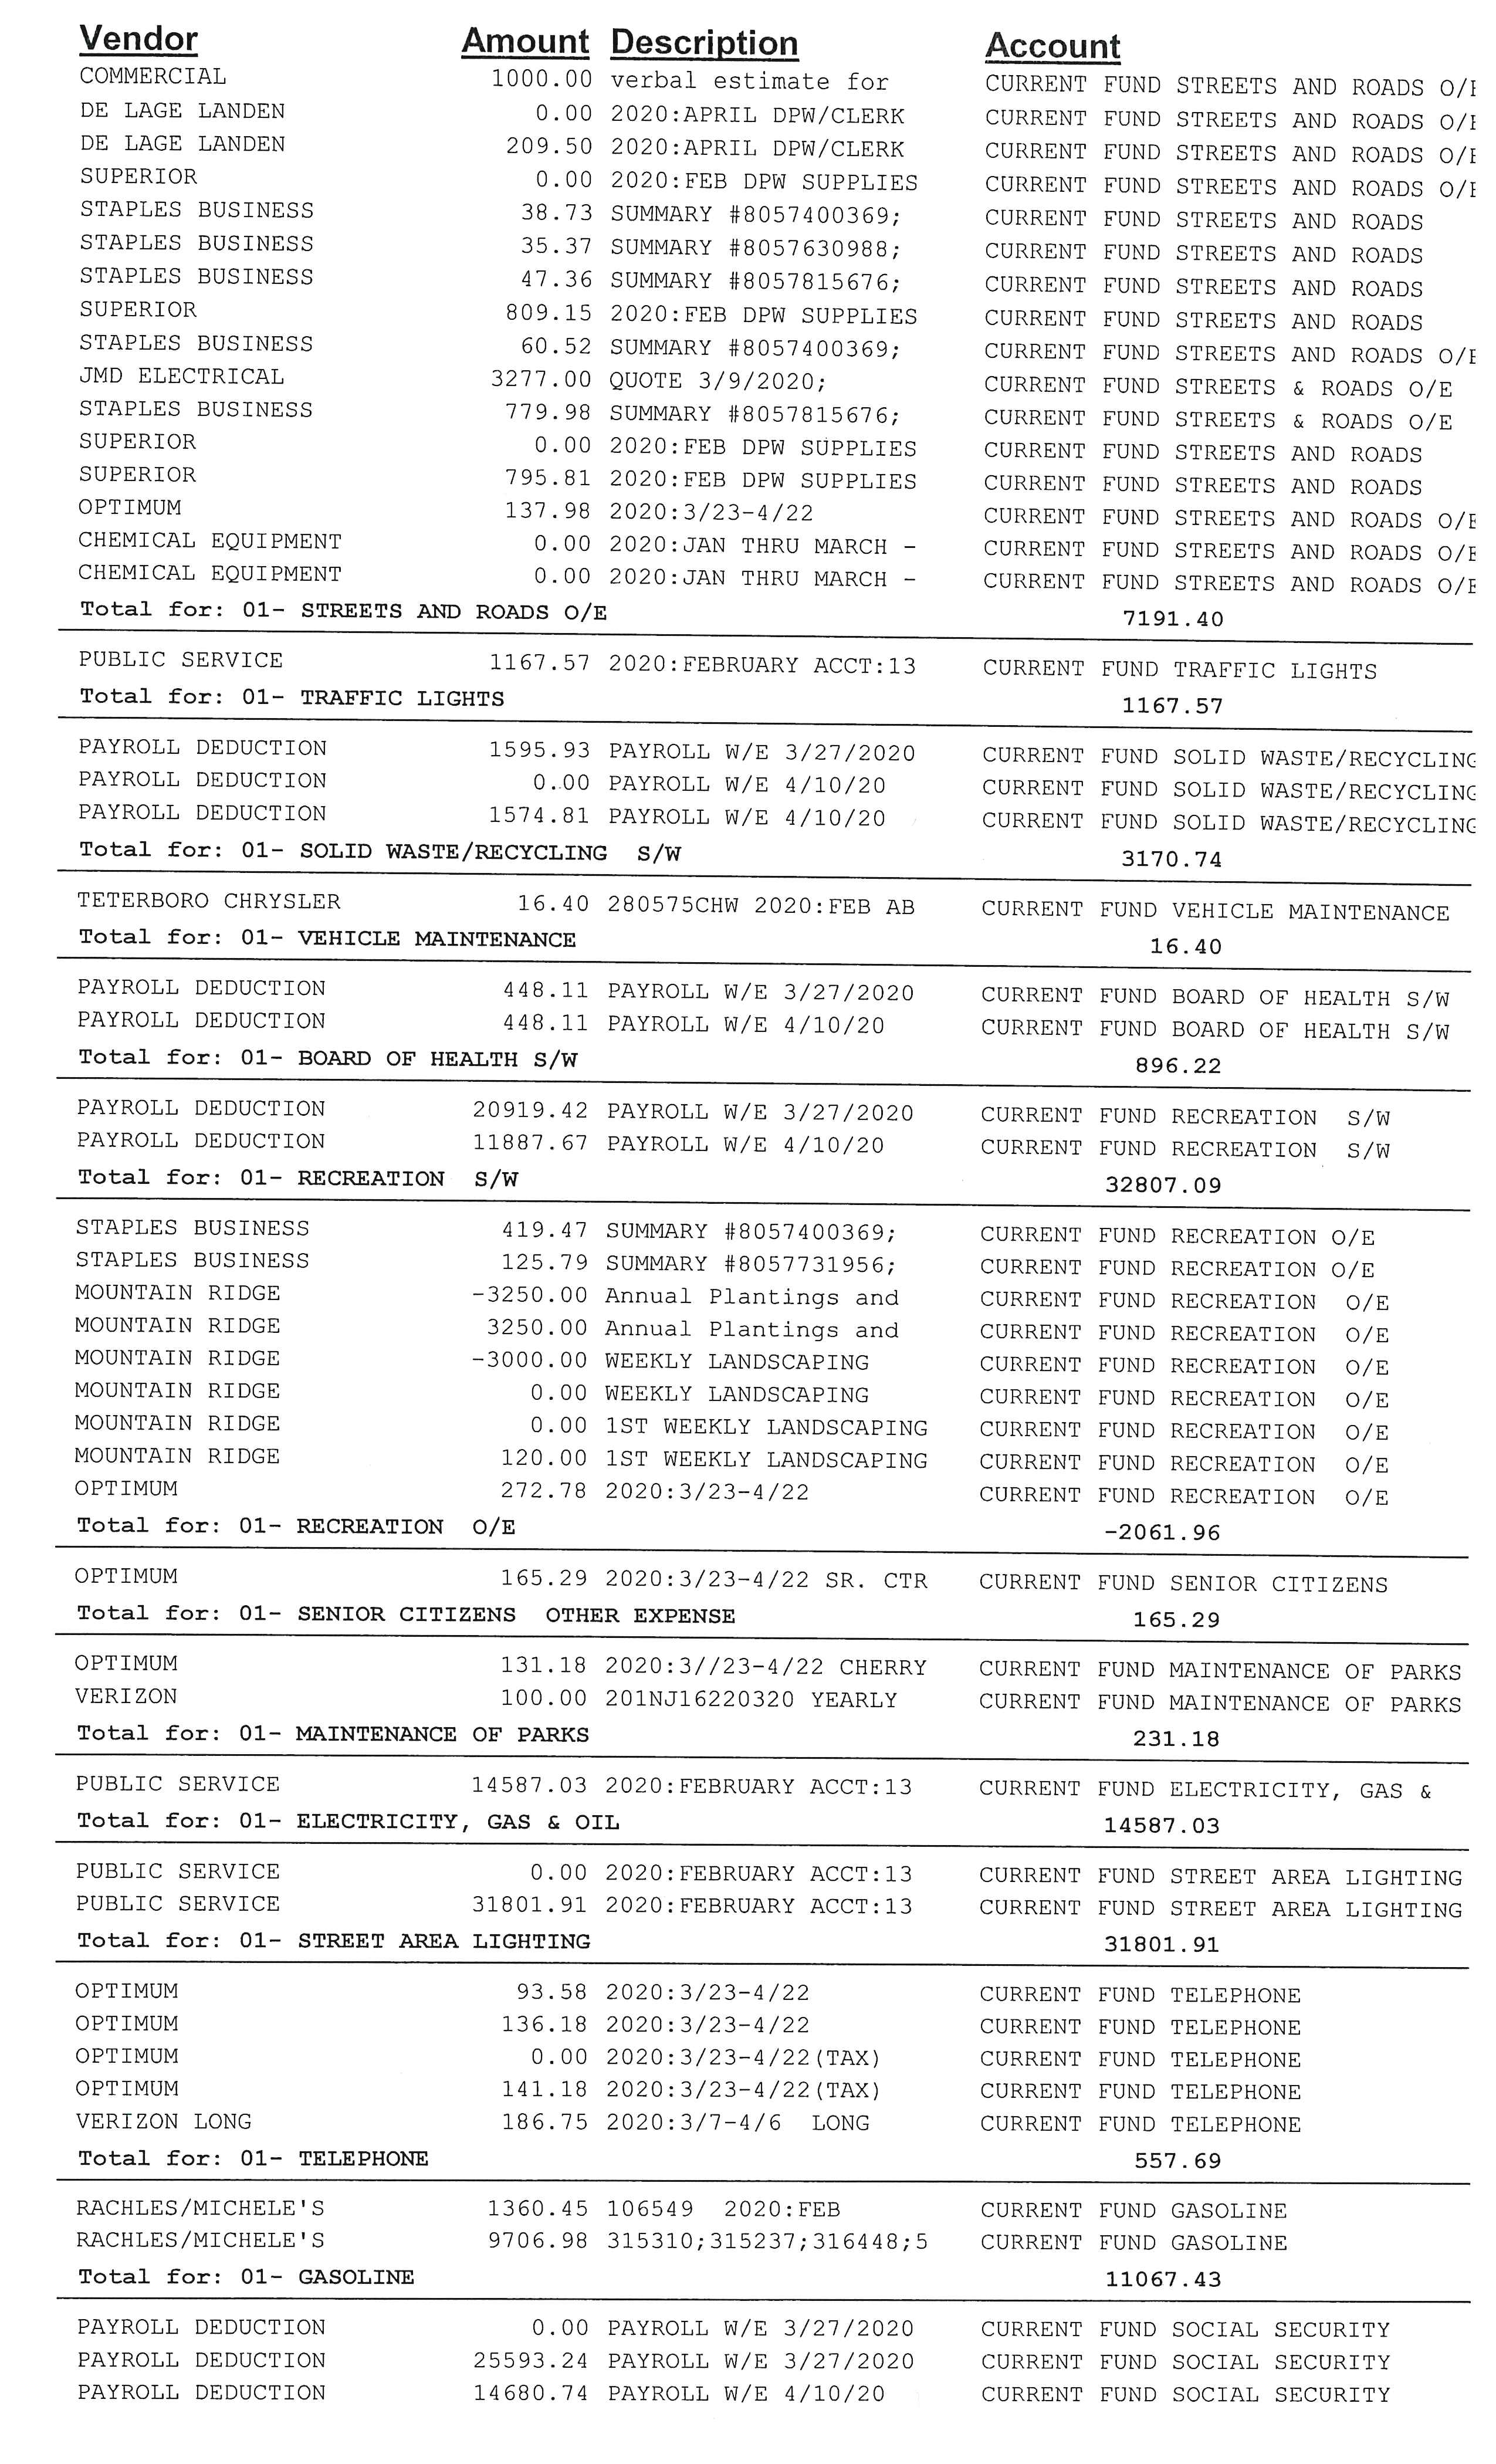 Vendor Amount Description Account
COMMERCIAL 1000.00 verbal estimate for CURRENT FUND STREETS AND ROADS O/E
DE LAGE LANDEN 0.00 2020:APRIL DPW/CLERK CURRENT FUND STREETS AND ROADS O/E
DE LAGE LANDEN 209.50 2020:APRIL DPW/CLERK CURRENT FUND STREETS AND ROADS O/E
SUPERIOR 0.00 2020:FEB DPW SUPPLIES CURRENT FUND STREETS AND ROADS O/E
STAPLES BUSINESS 38.73 SUMMARY #8057400369; CURRENT FUND STREETS AND ROADS
STAPLES BUSINESS 35.37 SUMMARY #8057630988; CURRENT FUND STREETS AND ROADS
STAPLES BUSINESS 47.36 SUMMARY #8057815676; CURRENT FUND STREETS AND ROADS
SUPERIOR 809.15 2020:FEB DPW SUPPLIES CURRENT FUND STREETS AND ROADS
STAPLES BUSINESS 60.52 SUMMARY #8057400369; CURRENT FUND STREETS AND ROADS O/E
JMD ELECTRICAL 3277.00 QUOTE 3/9/2020; CURRENT FUND STREETS & ROADS O/E
STAPLES BUSINESS 779.98 SUMMARY #8057815676; CURRENT FUND STREETS & ROADS O/E
SUPERIOR 0.00 2020:FEB DPW SUPPLIES CURRENT FUND STREETS AND ROADS
SUPERIOR 795.81 2020:FEB DPW SUPPLIES CURRENT FUND STREETS AND ROADS
OPTIMUM 137.98 2020:3/23-4/22 CURRENT FUND STREETS AND ROADS O/E
CHEMICAL EQUIPMENT 0.00 2020:JAN THRU MARCH - CURRENT FUND STREETS AND ROADS O/E
CHEMICAL EQUIPMENT 0.00 2020:JAN THRU MARCH - CURRENT FUND STREETS AND ROADS O/E
Total for: 01- STREETS AND ROADS O/E 7191.40
PUBLIC SERVICE 1167.57 2020:FEBRUARY ACCT:13 CURRENT FUND TRAFFIC LIGHTS
Total for: 01- TRAFFIC LIGHTS 1167.57
PAYROLL DEDUCTION 1595.93 PAYROLL W/E 3/27/2020 CURRENT FUND SOLID WASTE/RECYCLING
PAYROLL DEDUCTION 0.00 PAYROLL W/E 4/10/20 CURRENT FUND SOLID WASTE/RECYCLING
PAYROLL DEDUCTION 1574.81 PAYROLL W/E 4/10/20 CURRENT FUND SOLID WASTE/RECYCLING
Total for: 01- SOLID WASTE/RECYCLING S/W 3170.74
TETERBORO CHRYSLER 16.40 280575CHW 2020:FEB AB CURRENT FUND VEHICLE MAINTENANCE
Total for: 01- VEHICLE MAINTENANCE 16.40
PAYROLL DEDUCTION 448.11 PAYROLL W/E 3/27/2020 CURRENT FUND BOARD OF HEALTH S/W
PAYROLL DEDUCTION 448.11 PAYROLL W/E 4/10/20 CURRENT FUND BOARD OF HEALTH S/W
Total for: 01- BOARD OF HEALTH S/W 896.22
PAYROLL DEDUCTION 20919.42 PAYROLL W/E 3/27/2020 CURRENT FUND RECREATION S/W
PAYROLL DEDUCTION 11887.67 PAYROLL W/E 4/10/20 CURRENT FUND RECREATION S/W
Total for: 01- RECREATION S/W 32807.09
STAPLES BUSINESS 419.47 SUMMARY #8057400369; CURRENT FUND RECREATION O/E
STAPLES BUSINESS 125.79 SUMMARY #8057731956; CURRENT FUND RECREATION O/E
MOUNTAIN RIDGE -3250.00 Annual Plantings and CURRENT FUND RECREATION O/E
MOUNTAIN RIDGE 3250.00 Annual Plantings and CURRENT FUND RECREATION O/E
MOUNTAIN RIDGE -3000.00 WEEKLY LANDSCAPING CURRENT FUND RECREATION O/E
MOUNTAIN RIDGE 0.00 WEEKLY LANDSCAPING CURRENT FUND RECREATION O/E
MOUNTAIN RIDGE 0.00 1ST WEEKLY LANDSCAPING CURRENT FUND RECREATION O/E
MOUNTAIN RIDGE 120.00 1ST WEEKLY LANDSCAPING CURRENT FUND RECREATION O/E
OPTIMUM 272.78 2020:3/23-4/22 CURRENT FUND RECREATION O/E
Total for: 01- RECREATION O/E -2061.96
OPTIMUM 165.29 2020:3/23-4/22 SR. CTR CURRENT FUND SENIOR CITIZENS
Total for: 01- SENIOR CITIZENS OTHER EXPENSE 165.29
OPTIMUM 131.18 2020:3//23-4/22 CHERRY CURRENT FUND MAINTENANCE OF PARKS
VERIZON 100.00 201NJ16220320 YEARLY CURRENT FUND MAINTENANCE OF PARKS
Total for: 01- MAINTENANCE OF PARKS 231.18
PUBLIC SERVICE 14587.03 2020:FEBRUARY ACCT:13 CURRENT FUND ELECTRICITY, GAS &
Total for: 01- ELECTRICITY, GAS & OIL 14587.03
PUBLIC SERVICE 0.00 2020:FEBRUARY ACCT:13 CURRENT FUND STREET AREA LIGHTING
PUBLIC SERVICE 31801.91 2020:FEBRUARY ACCT:13 CURRENT FUND STREET AREA LIGHTING
Total for: 01- STREET AREA LIGHTING 31801.91
OPTIMUM 93.58 2020:3/23-4/22 CURRENT FUND TELEPHONE
OPTIMUM 136.18 2020:3/23-4/22 CURRENT FUND TELEPHONE
OPTIMUM 0.00 2020:3/23-4/22(TAX) CURRENT FUND TELEPHONE
OPTIMUM 141.18 2020:3/23-4/22(TAX) CURRENT FUND TELEPHONE
VERIZON LONG 186.75 2020:3/7-4/6 LONG CURRENT FUND TELEPHONE
Total for: 01- TELEPHONE 557.69
RACHLES/MICHELE'S 1360.45 106549 2020:FEB CURRENT FUND GASOLINE
RACHLES/MICHELE'S 9706.98 315310;315237;316448;5 CURRENT FUND GASOLINE
Total for: 01- GASOLINE 11067.43
PAYROLL DEDUCTION 0.00 PAYROLL W/E 3/27/2020 CURRENT FUND SOCIAL SECURITY
PAYROLL DEDUCTION 25593.24 PAYROLL W/E 3/27/2020 CURRENT FUND SOCIAL SECURITY
PAYROLL DEDUCTION 14680.74 PAYROLL W/E 4/10/20 CURRENT FUND SOCIAL SECURITY